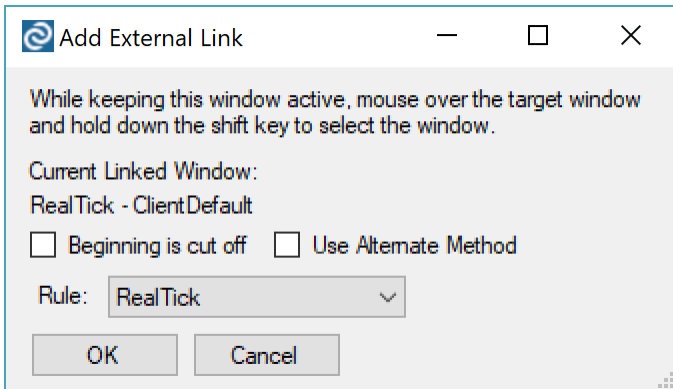 Add External Link
While keeping this window active, mouse over the target window
and hold down the shift key to select the window.
Current Linked Window:
RealTick - ClientDefault
Beginning is cut off Use Alternate Method
Rule: RealTick
OK Cancel